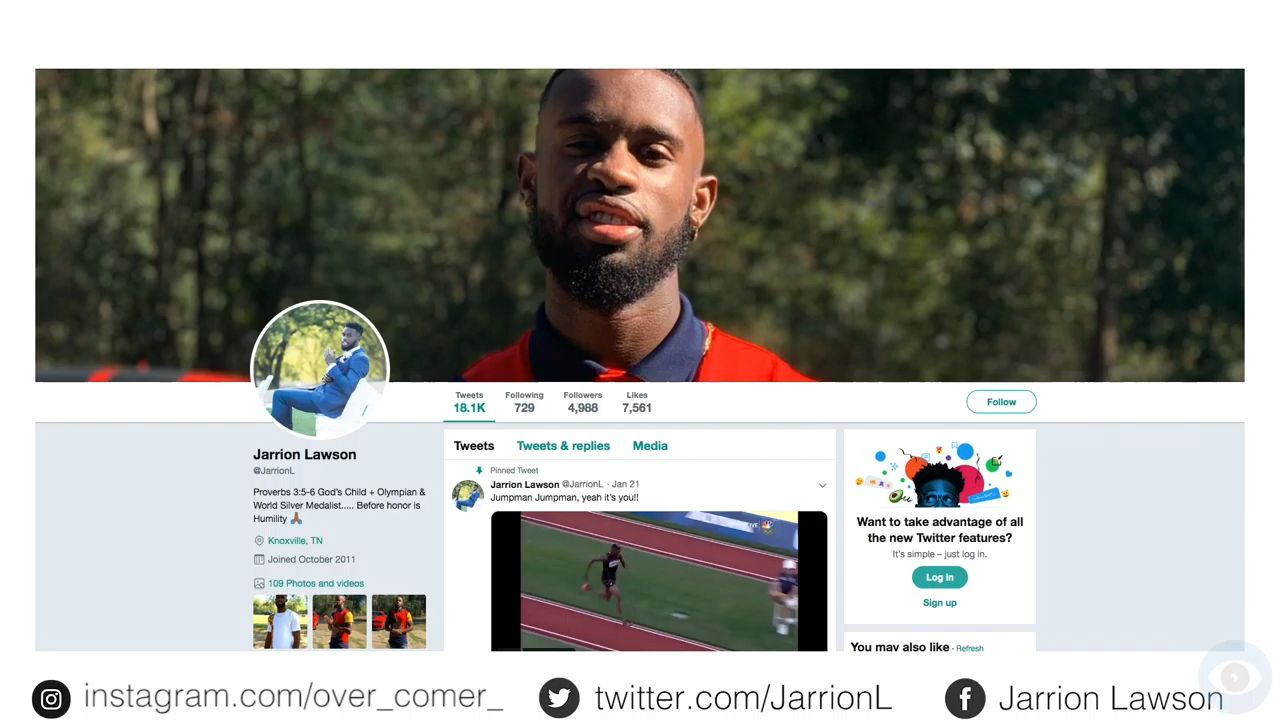 Tweets
18.1K
Following
729
Followers
4,988
Likes
7,561
Follow
Jarrion Lawson
@JarrionL
Proverbs 3:5-6 God's Child + Olympian &
World Silver Medalist..... Before honor is
Humility 🙏🏾
Knoxville, TN
Joined October 2011
109 Photos and videos
Tweets Tweets & replies Media
Pinned Tweet
Jarrion Lawson @JarrionL · Jan 21
Jumpman Jumpman, yeah it's you!!
Want to take advantage of all
the new Twitter features?
It's simple – just log in.
Log in
Sign up
You may also like · Refresh
instagram.com/over_comer_
twitter.com/JarrionL
Jarrion Lawson